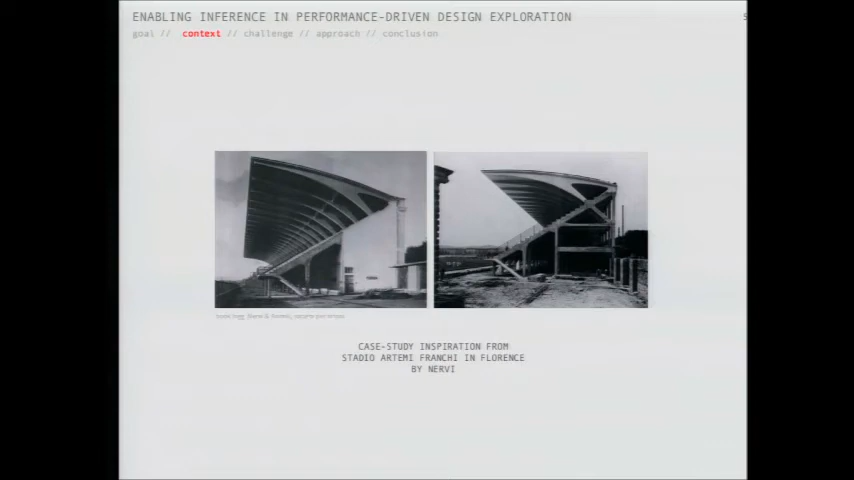 ENABLING INFERENCE IN PERFORMANCE-DRIVEN DESIGN EXPLORATION
goal // context // challenge // approach // conclusion
CASE-STUDY INSPIRATION FROM
STADIO ARTEMI FRANCHI IN FLORENCE
BY NERVI